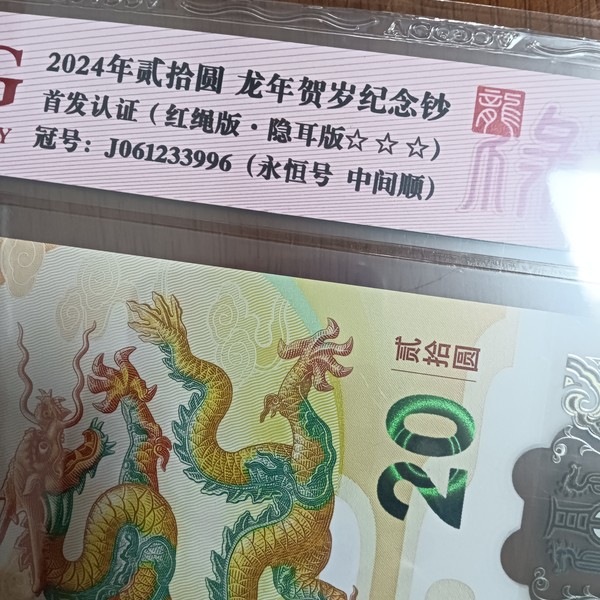 G
Y
2024年贰拾圆 龙年贺岁纪念钞
首发认证（红绳版·隐耳版☆☆☆）
冠号：J061233996（永恒号 中间顺）
龍
贰拾圆
20